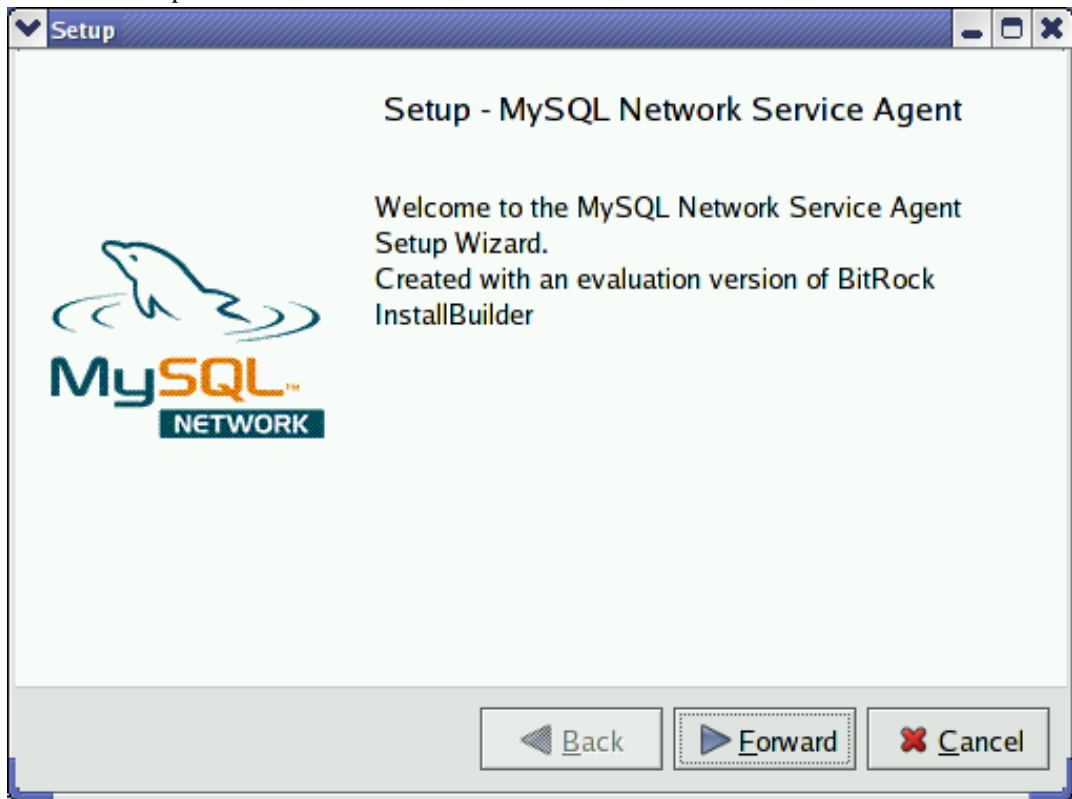 Setup
Setup - MySQL Network Service Agent
Welcome to the MySQL Network Service Agent
Setup Wizard.
Created with an evaluation version of BitRock
InstallBuilder
MySQL™
NETWORK
Back
Forward
Cancel